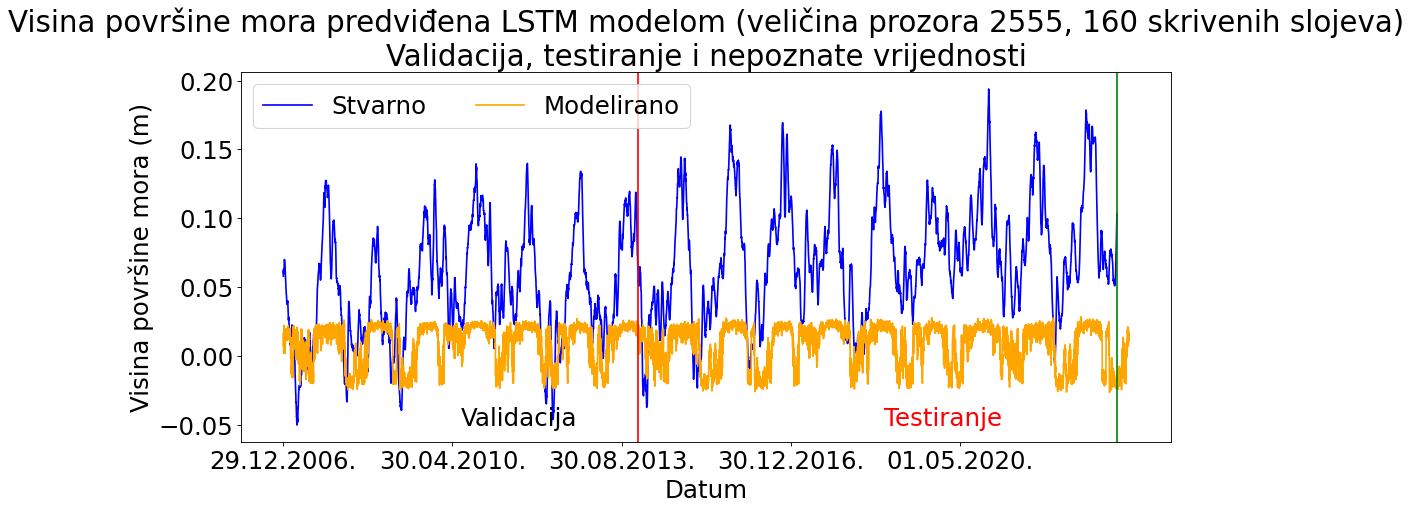 Visina površine mora predviđena LSTM modelom (veličina prozora 2555, 160 skrivenih slojeva)
Validacija, testiranje i nepoznate vrijednosti
Stvarno Modelirano
Visina površine mora (m)
0.20
0.15
0.10
0.05
0.00
−0.05
Validacija Testiranje
29.12.2006. 30.04.2010. 30.08.2013. 30.12.2016. 01.05.2020.
Datum